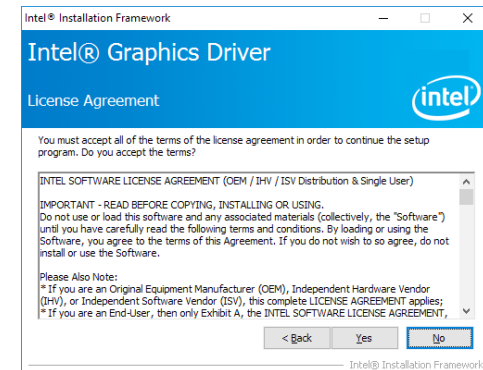 Intel® Installation Framework
Intel® Graphics Driver
License Agreement
intel
You must accept all of the terms of the license agreement in order to continue the setup
program. Do you accept the terms?
INTEL SOFTWARE LICENSE AGREEMENT (OEM / IHV / ISV Distribution & Single User)
IMPORTANT - READ BEFORE COPYING, INSTALLING OR USING.
Do not use or load this software and any associated materials (collectively, the "Software")
until you have carefully read the following terms and conditions. By loading or using the
Software, you agree to the terms of this Agreement. If you do not wish to so agree, do not
install or use the Software.
Please Also Note:
* If you are an Original Equipment Manufacturer (OEM), Independent Hardware Vendor
(IHV), or Independent Software Vendor (ISV), this complete LICENSE AGREEMENT applies;
* If you are an End-User, then only Exhibit A, the INTEL SOFTWARE LICENSE AGREEMENT,
< Back Yes No
Intel® Installation Framework